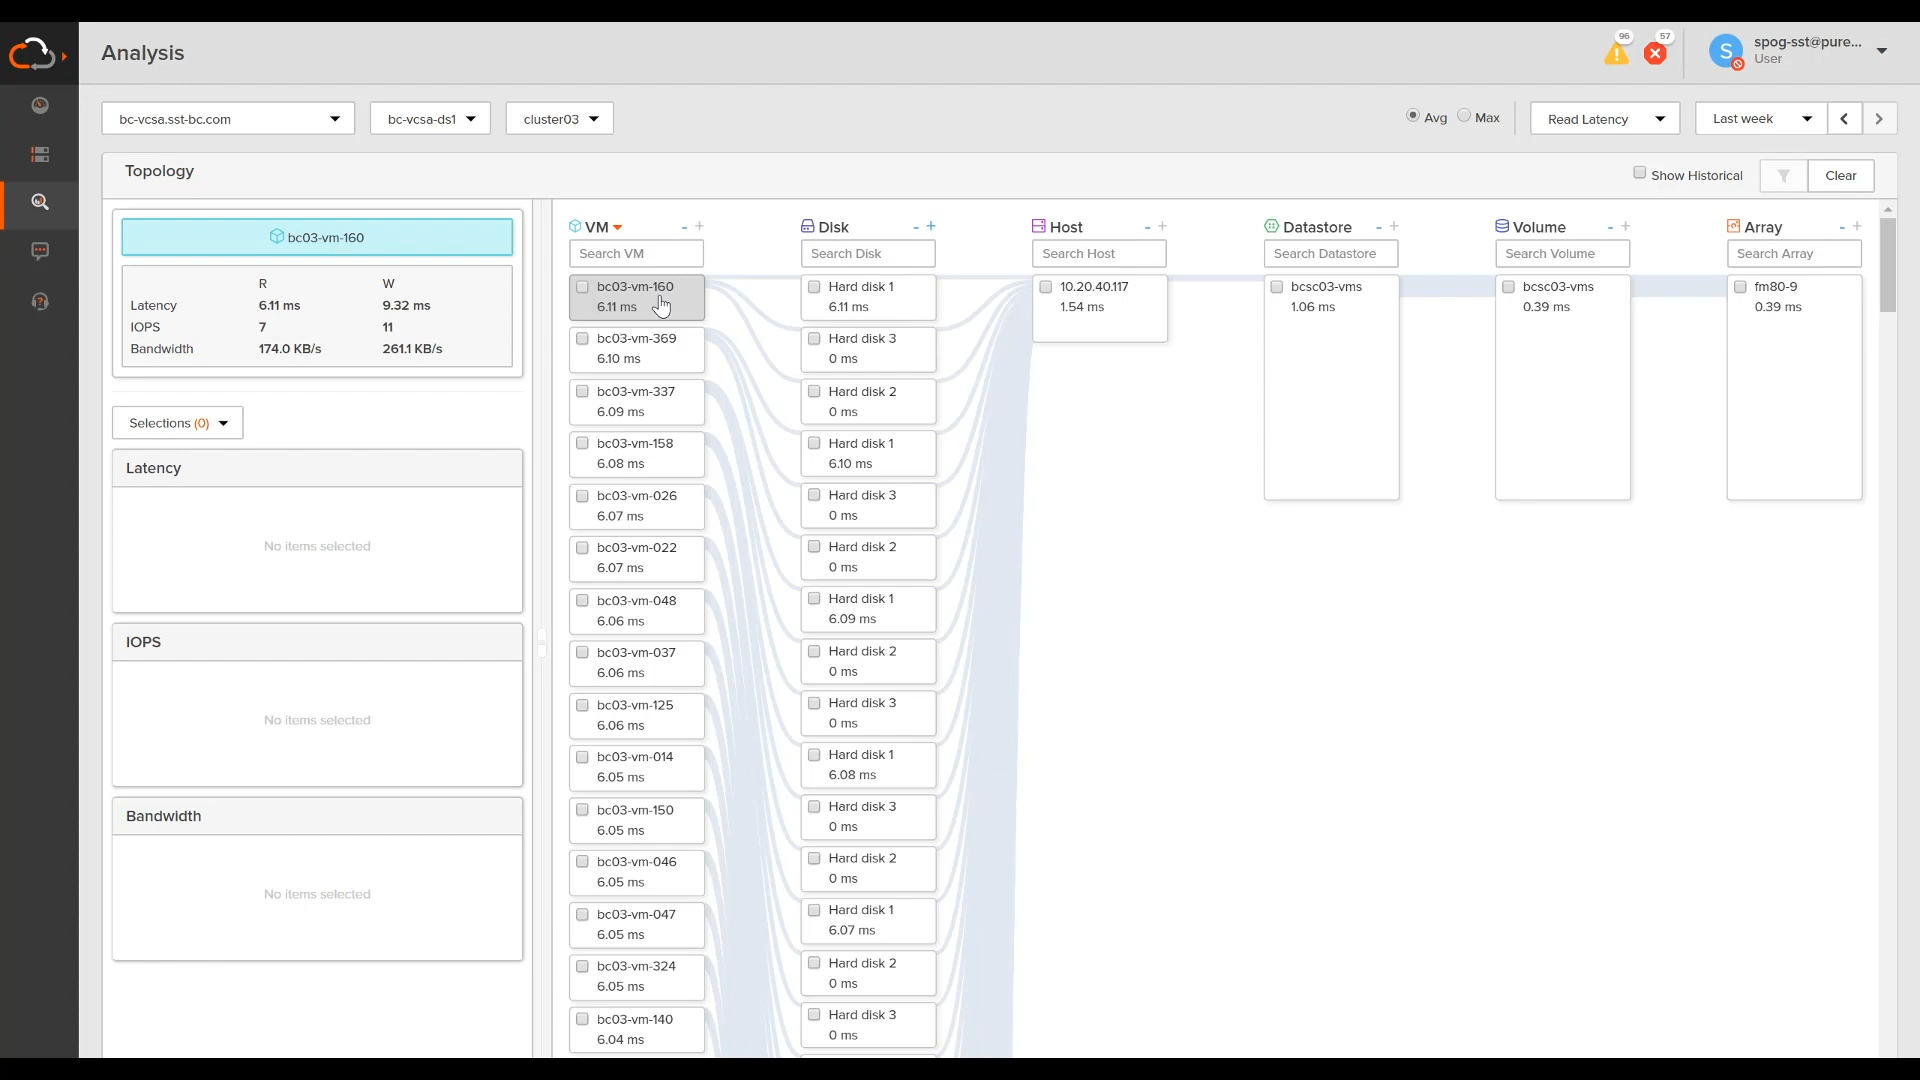 Analysis
96
57
S
spog-sst@pure...
User
bc-vcsa.sst-bc.com
bc-vcsa-ds1
cluster03
Avg
Max
Read Latency
Last week
Topology
Show Historical
Clear
bc03-vm-160
R W
Latency 6.11 ms 9.32 ms
IOPS 7 11
Bandwidth 174.0 KB/s 261.1 KB/s
Selections (0)
Latency
No items selected
IOPS
No items selected
Bandwidth
No items selected
VM - +
Search VM
bc03-vm-160
6.11 ms
bc03-vm-369
6.10 ms
bc03-vm-337
6.09 ms
bc03-vm-158
6.08 ms
bc03-vm-026
6.07 ms
bc03-vm-022
6.07 ms
bc03-vm-048
6.06 ms
bc03-vm-037
6.06 ms
bc03-vm-125
6.06 ms
bc03-vm-014
6.05 ms
bc03-vm-150
6.05 ms
bc03-vm-046
6.05 ms
bc03-vm-047
6.05 ms
bc03-vm-324
6.05 ms
bc03-vm-140
6.04 ms
Disk - +
Search Disk
Hard disk 1
6.11 ms
Hard disk 3
0 ms
Hard disk 2
0 ms
Hard disk 1
6.10 ms
Hard disk 3
0 ms
Hard disk 2
0 ms
Hard disk 1
6.09 ms
Hard disk 2
0 ms
Hard disk 3
0 ms
Hard disk 1
6.08 ms
Hard disk 3
0 ms
Hard disk 2
0 ms
Hard disk 1
6.07 ms
Hard disk 2
0 ms
Hard disk 3
0 ms
Host - +
Search Host
10.20.40.117
1.54 ms
Datastore - +
Search Datastore
bcsc03-vms
1.06 ms
Volume - +
Search Volume
bcsc03-vms
0.39 ms
Array - +
Search Array
fm80-9
0.39 ms